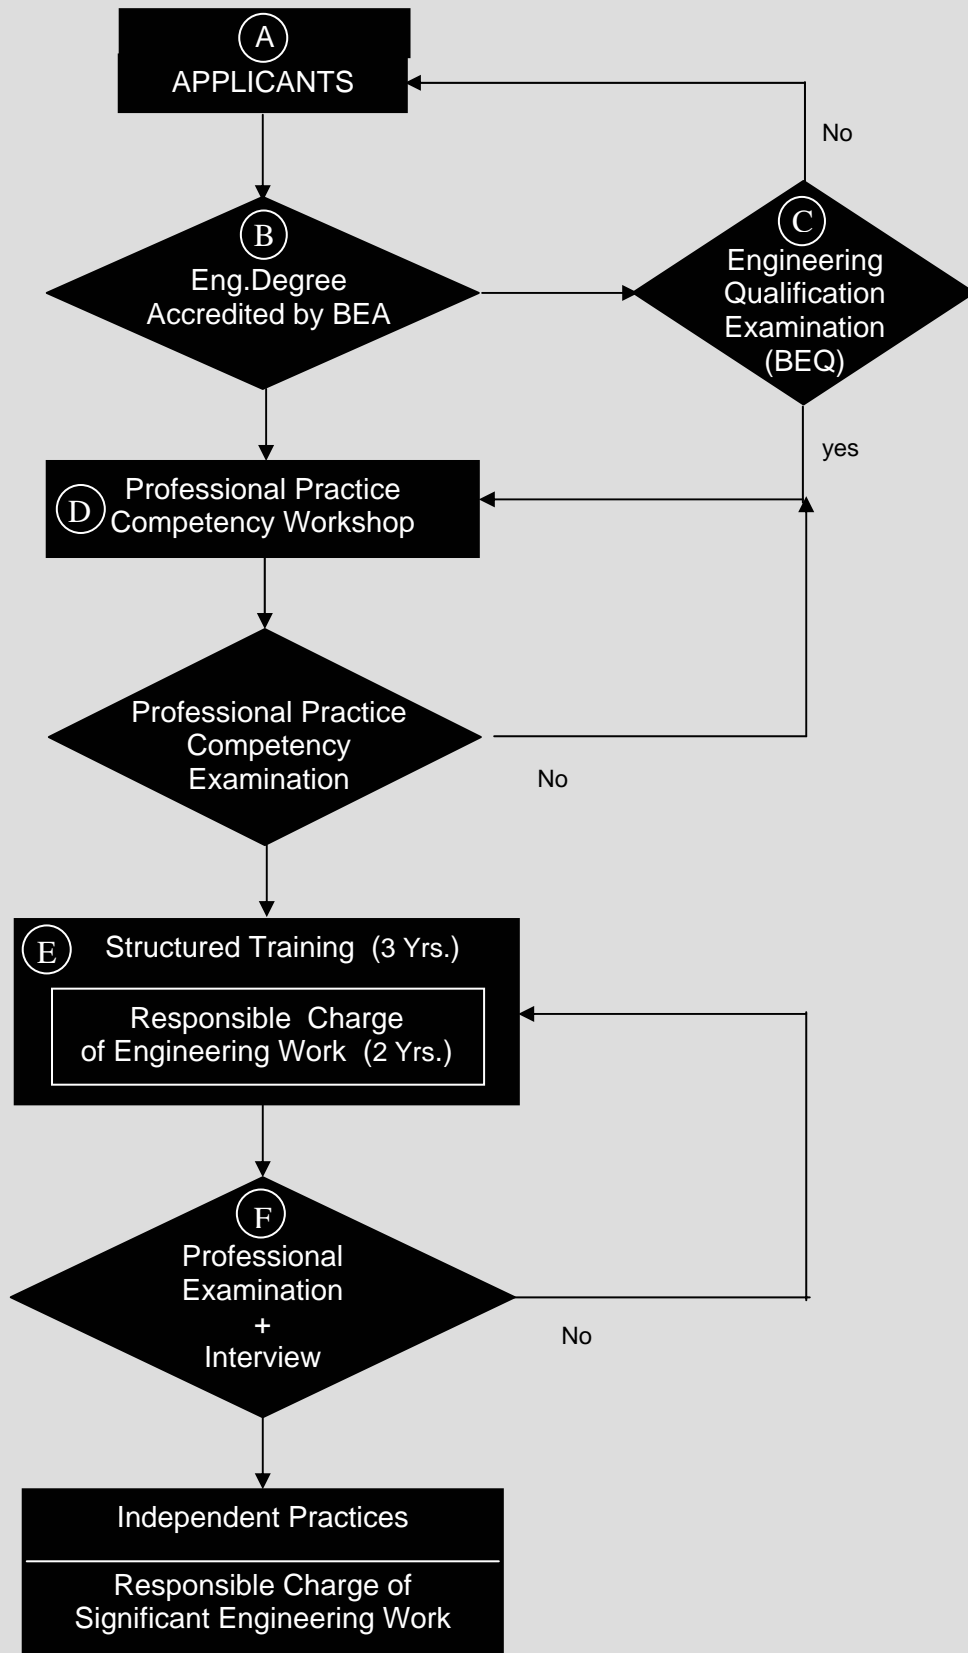 A
APPLICANTS
No
B
Eng.Degree
Accredited by BEA
C
Engineering
Qualification
Examination
(BEQ)
yes
D
Professional Practice
Competency Workshop
Professional Practice
Competency
Examination
No
E
Structured Training (3 Yrs.)
Responsible Charge
of Engineering Work (2 Yrs.)
F
Professional
Examination
+
Interview
No
Independent Practices
Responsible Charge of
Significant Engineering Work